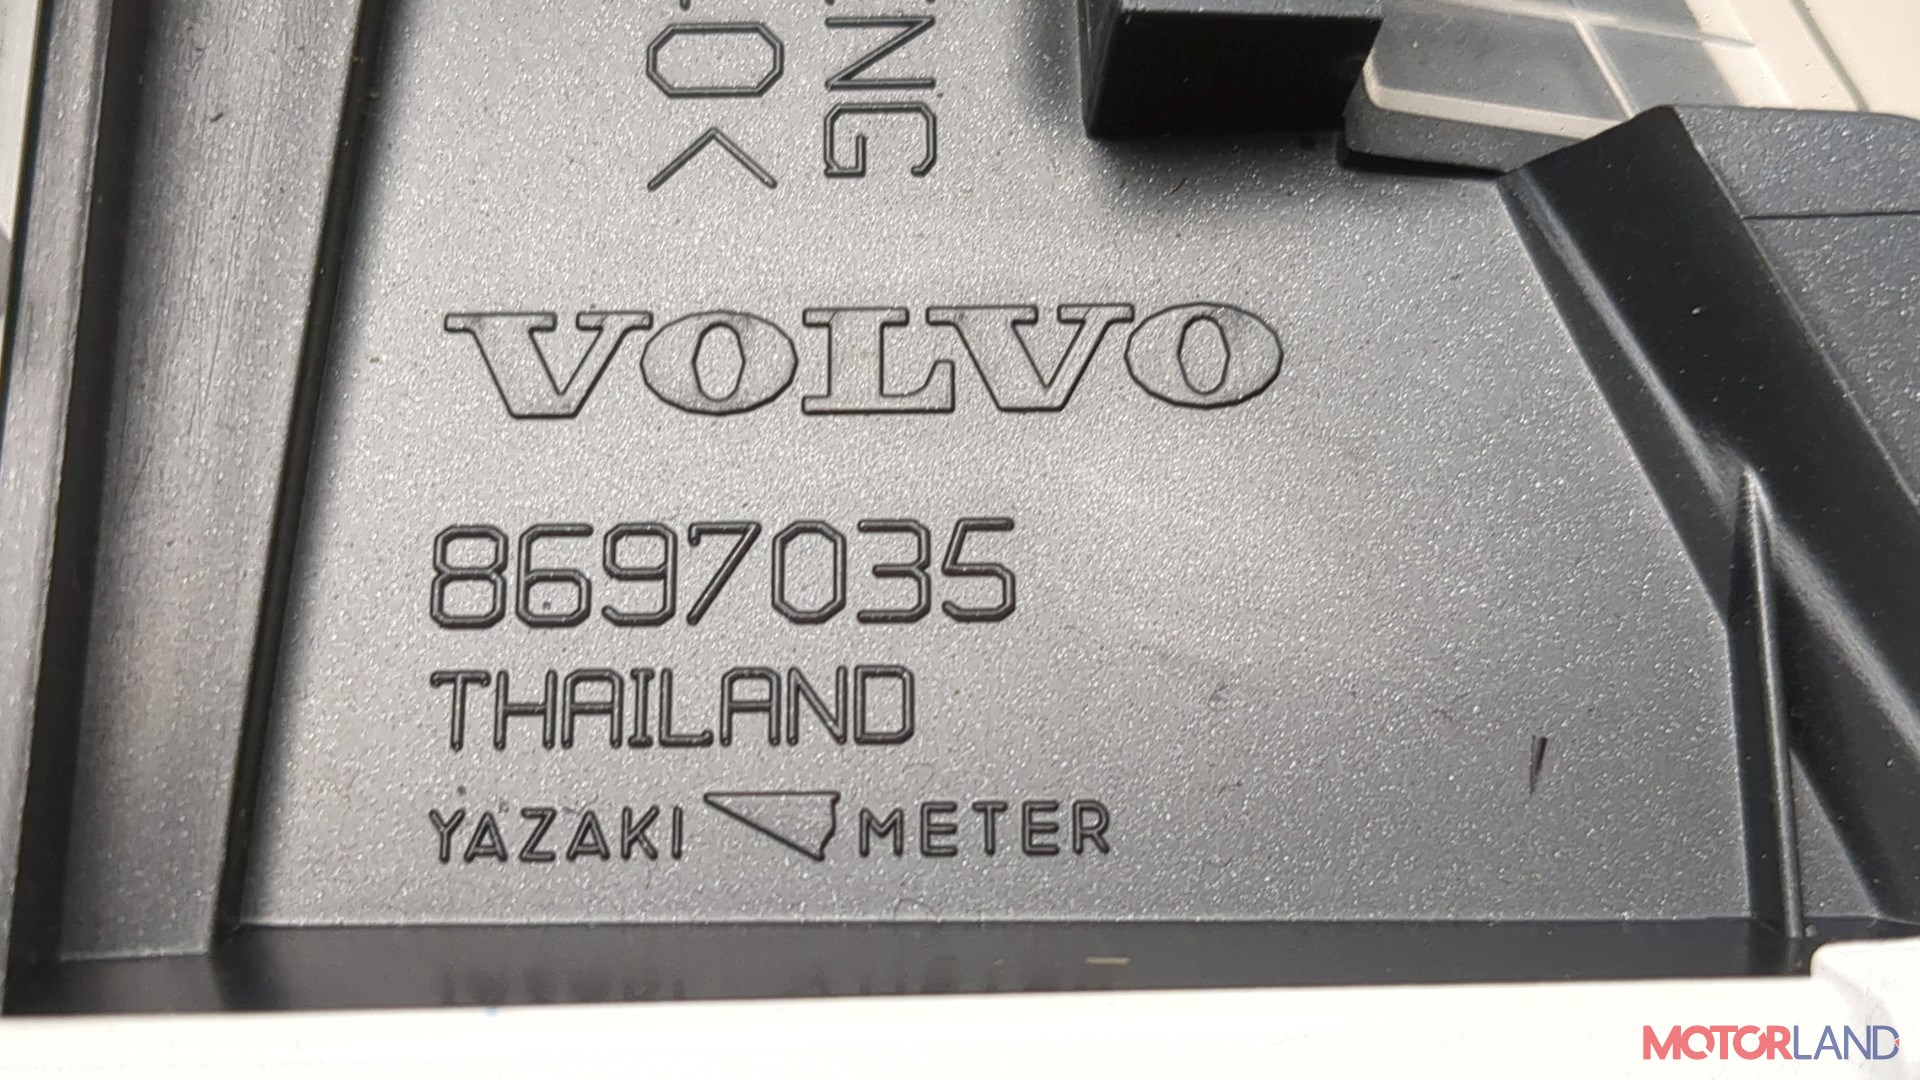 VOLVO
8697035
THAILAND
YAZAKI METER
MOTORLAND